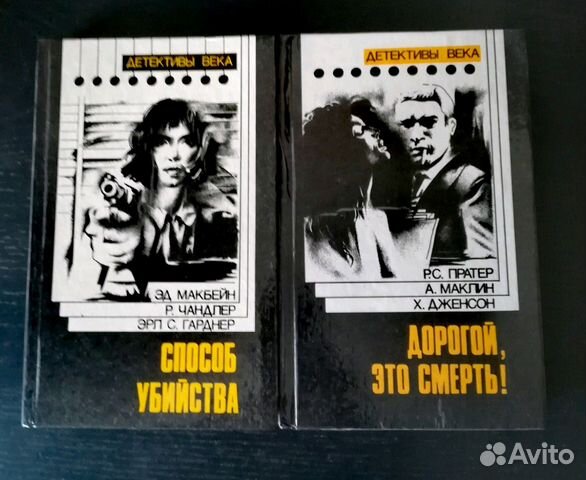 ДЕТЕКТИВЫ ВЕКА
ЭД МАКБЕЙН
Р. ЧАНДЛЕР
ЭРЛ С. ГАРДНЕР
СПОСОБ
УБИЙСТВА
ДЕТЕКТИВЫ ВЕКА
Р.С. ПРАТЕР
А. МАКЛИН
Х. ДЖЕНСОН
ДОРОГОЙ,
ЭТО СМЕРТЬ!
Avito